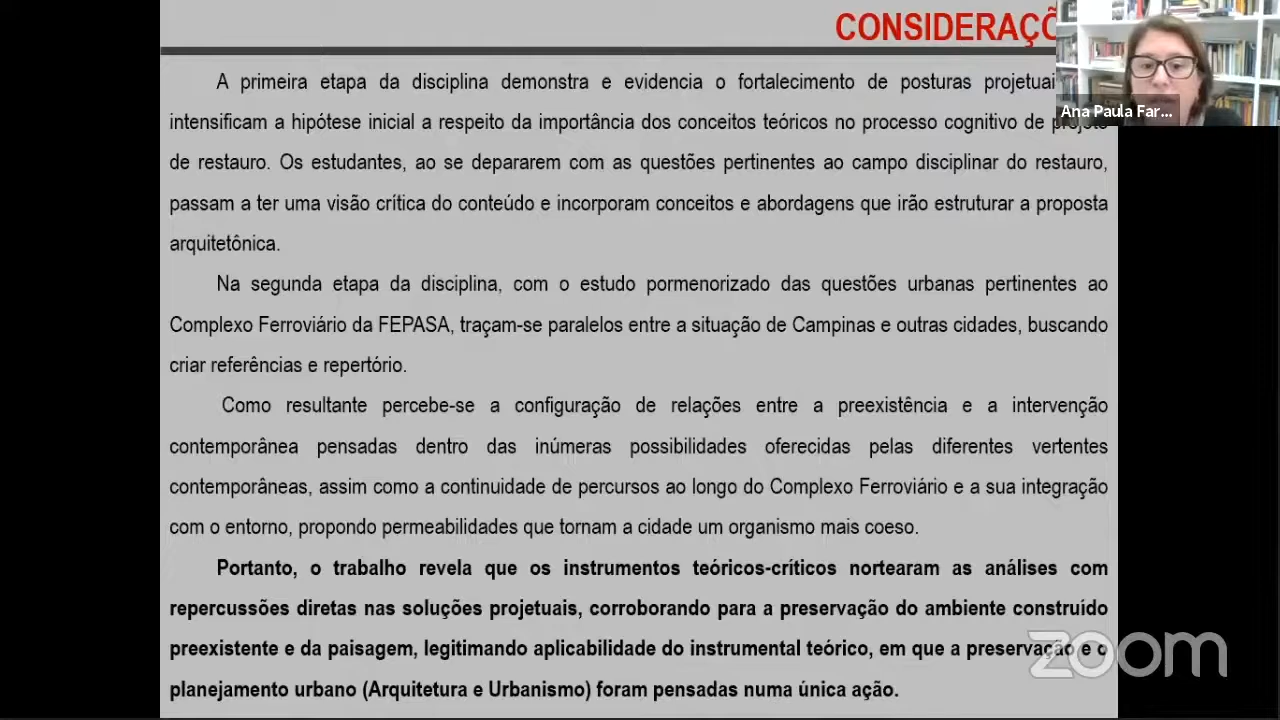 CONSIDERAÇÕ
A primeira etapa da disciplina demonstra e evidencia o fortalecimento de posturas projetuai
Ana Paula Far...
intensificam a hipótese inicial a respeito da importância dos conceitos teóricos no processo cognitivo de projeto
de restauro. Os estudantes, ao se depararem com as questões pertinentes ao campo disciplinar do restauro,
passam a ter uma visão crítica do conteúdo e incorporam conceitos e abordagens que irão estruturar a proposta
arquitetônica.
Na segunda etapa da disciplina, com o estudo pormenorizado das questões urbanas pertinentes ao
Complexo Ferroviário da FEPASA, traçam-se paralelos entre a situação de Campinas e outras cidades, buscando
criar referências e repertório.
Como resultante percebe-se a configuração de relações entre a preexistência e a intervenção
contemporânea pensadas dentro das inúmeras possibilidades oferecidas pelas diferentes vertentes
contemporâneas, assim como a continuidade de percursos ao longo do Complexo Ferroviário e a sua integração
com o entorno, propondo permeabilidades que tornam a cidade um organismo mais coeso.
Portanto, o trabalho revela que os instrumentos teóricos-críticos nortearam as análises com
repercussões diretas nas soluções projetuais, corroborando para a preservação do ambiente construído
preexistente e da paisagem, legitimando aplicabilidade do instrumental teórico, em que a preservação e o
planejamento urbano (Arquitetura e Urbanismo) foram pensadas numa única ação.
zoom